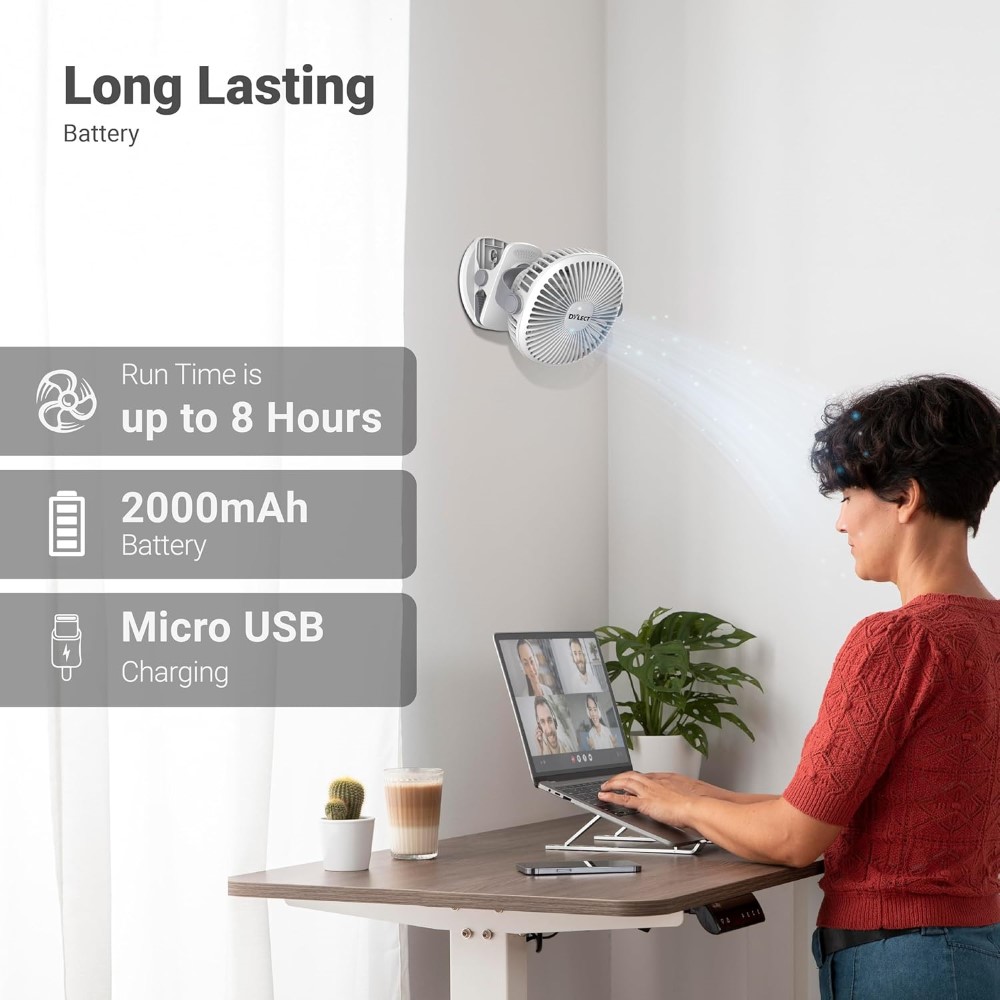 Long Lasting
Battery
DYLECT
Run Time is
up to 8 Hours
2000mAh
Battery
Micro USB
Charging